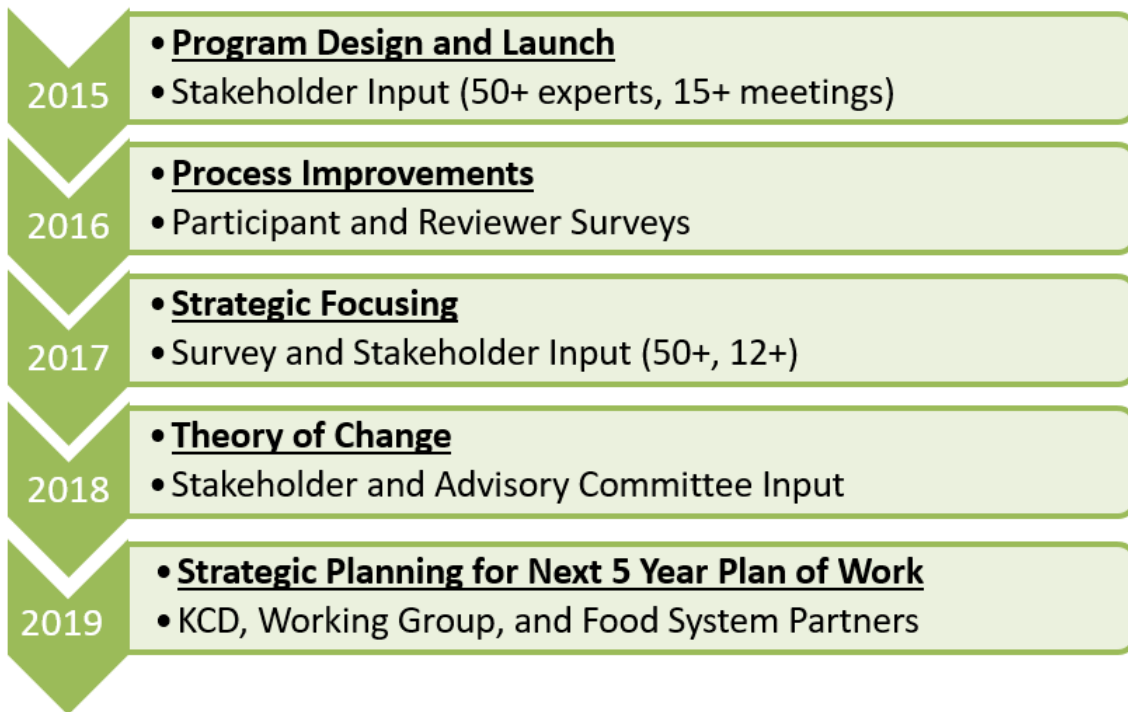 2015
• Program Design and Launch
• Stakeholder Input (50+ experts, 15+ meetings)
2016
• Process Improvements
• Participant and Reviewer Surveys
2017
• Strategic Focusing
• Survey and Stakeholder Input (50+, 12+)
2018
• Theory of Change
• Stakeholder and Advisory Committee Input
2019
• Strategic Planning for Next 5 Year Plan of Work
• KCD, Working Group, and Food System Partners